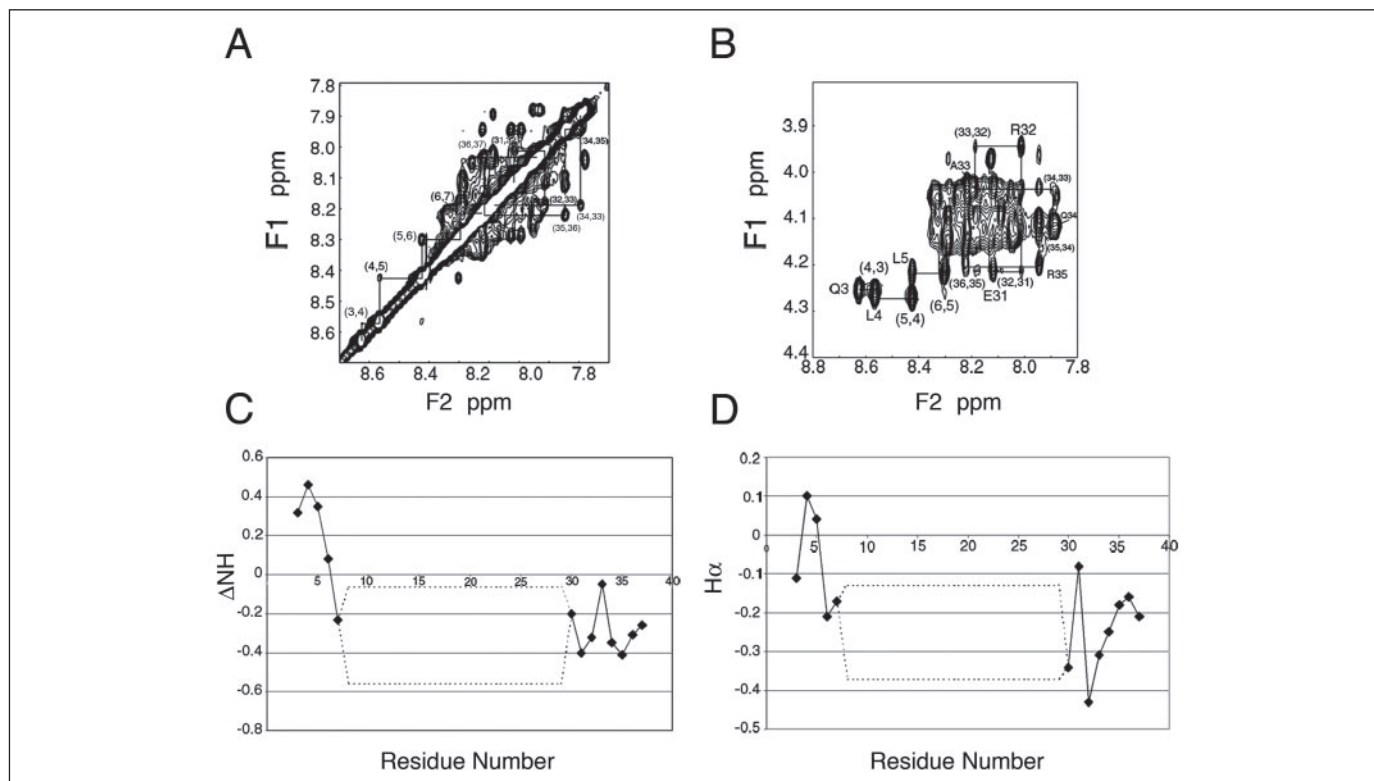 A
F1 ppm
7.8
7.9
8.0
8.1
8.2
8.3
8.4
8.5
8.6
(36,37)
(34,35)
(6,7)
(32,33)
(34,33)
(5,6)
(35,36)
(4,5)
(3,4)
8.6 8.4 8.2 8.0 7.8
F2 ppm
B
F1 ppm
3.9
4.0
4.1
4.2
4.3
4.4
(33,32) R32
A33
(34,33)
Q34
(35,34)
L5
R35
Q3 (4,3)
(36,35) (32,31)
(6,5) E31
L4 (5,4)
8.8 8.6 8.4 8.2 8.0 7.8
F2 ppm
C
ΔNH
0.6
0.4
0.2
0
-0.2
-0.4
-0.6
-0.8
5 10 15 20 25 30 35 40
Residue Number
D
Hα
0.2
0.1
0
-0.1
-0.2
-0.3
-0.4
-0.5
0 5 10 15 20 25 30 35 40
Residue Number